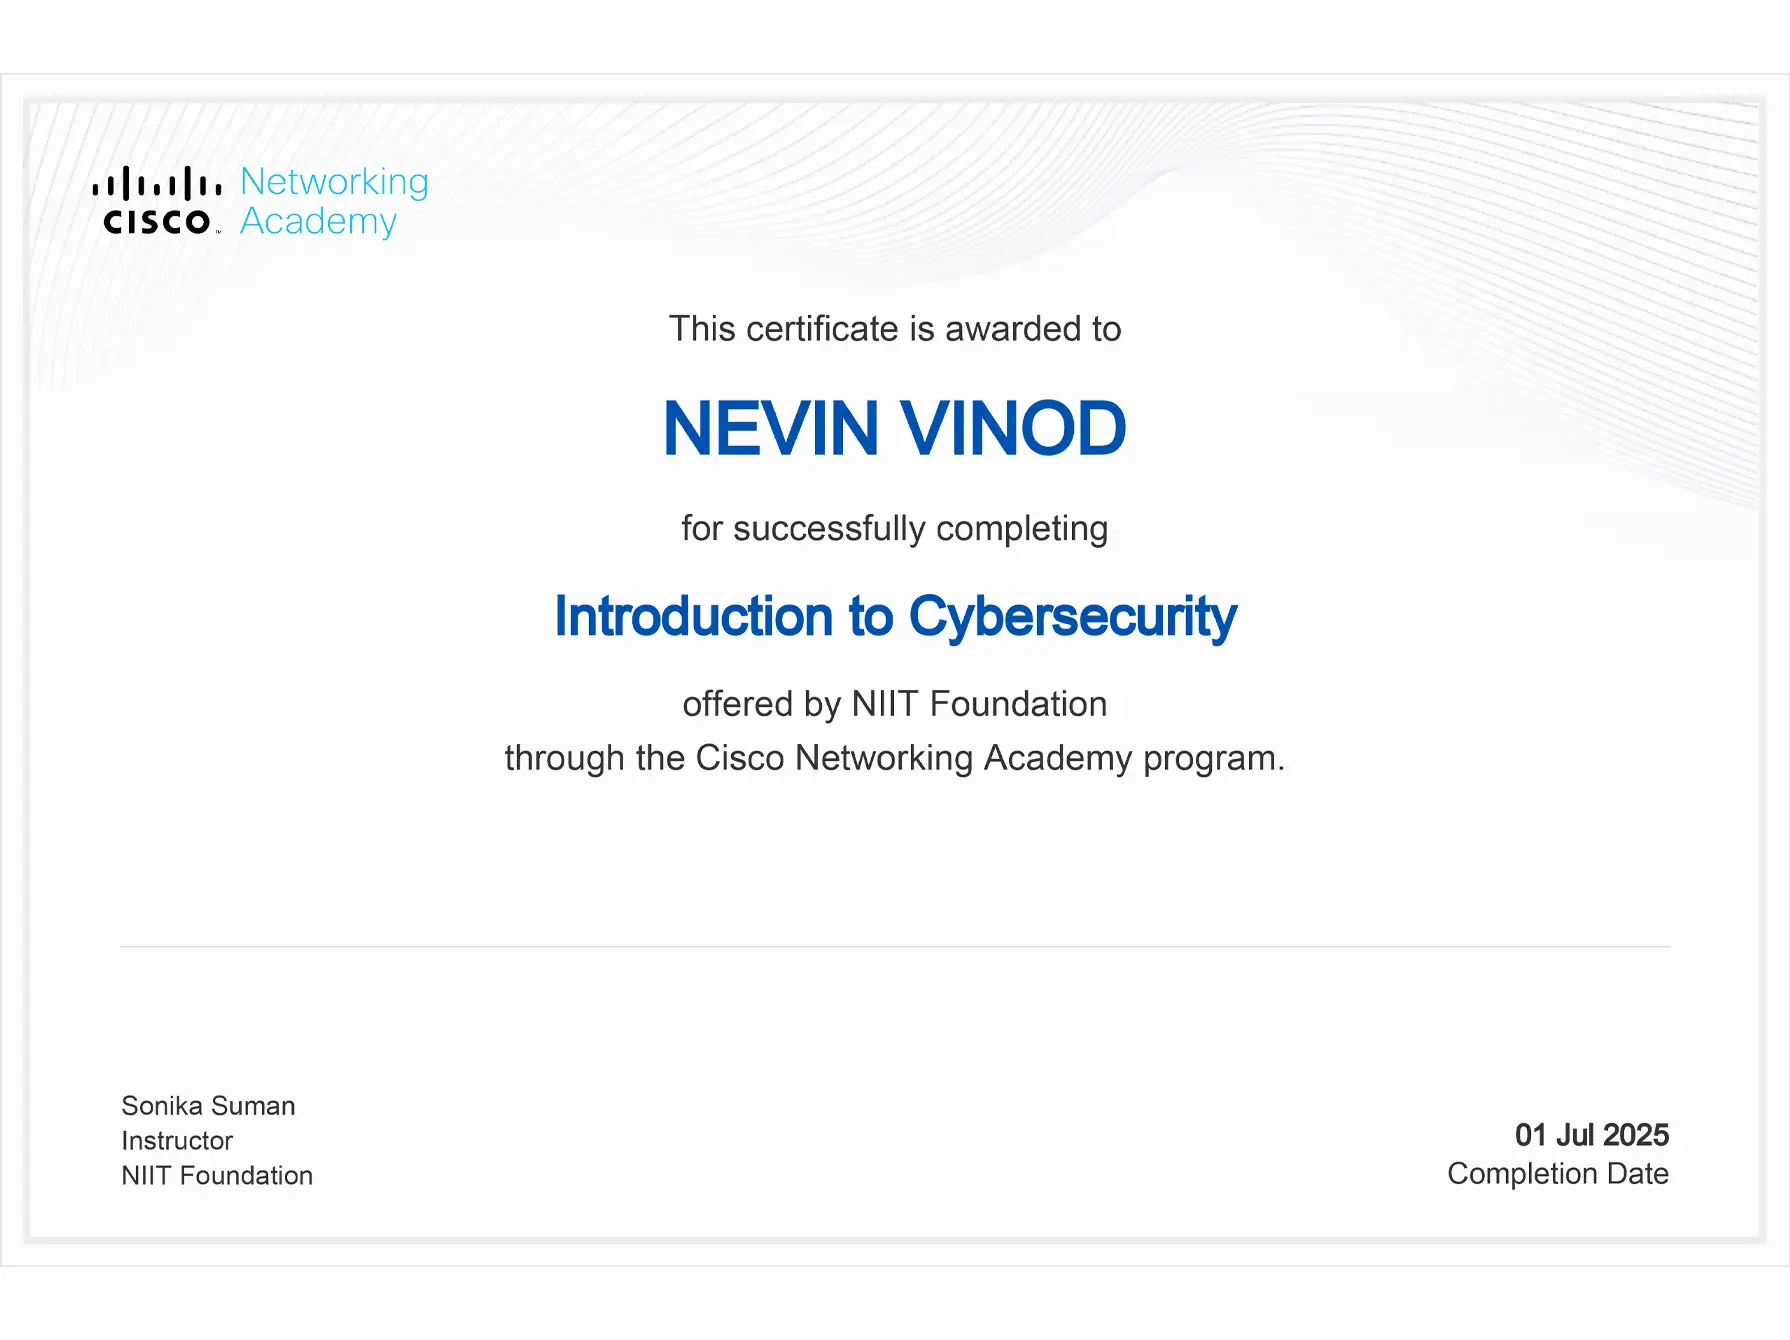 CISCO
Networking
Academy
This certificate is awarded to
NEVIN VINOD
for successfully completing
Introduction to Cybersecurity
offered by NIIT Foundation
through the Cisco Networking Academy program.
Sonika Suman
Instructor
NIIT Foundation
01 Jul 2025
Completion Date